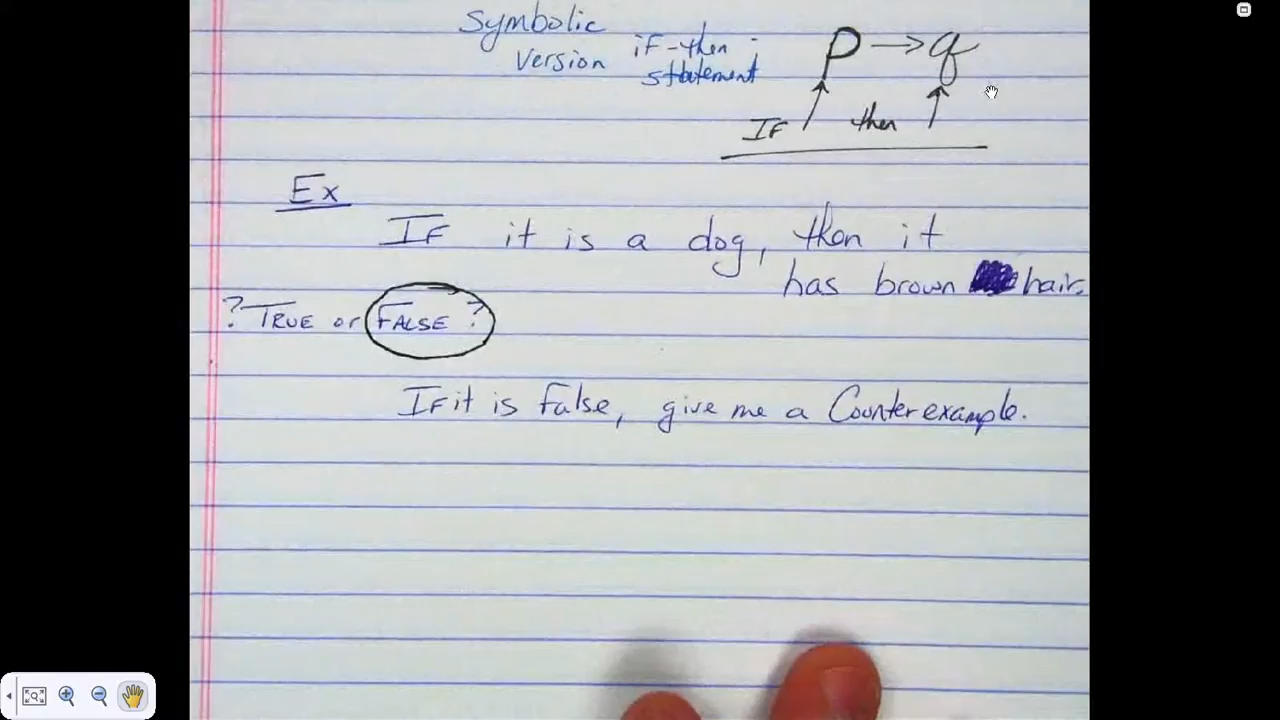 Symbolic
Version if-then statement : P → q
If then
Ex
If it is a dog, then it
has brown hair.
? True or False ?
If it is false, give me a Counterexample.